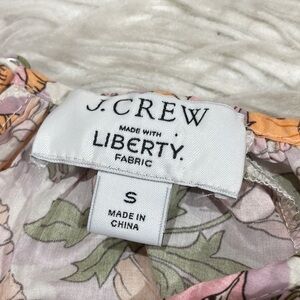 J.CREW
MADE WITH
LIBERTY.
FABRIC
S
MADE IN
CHINA